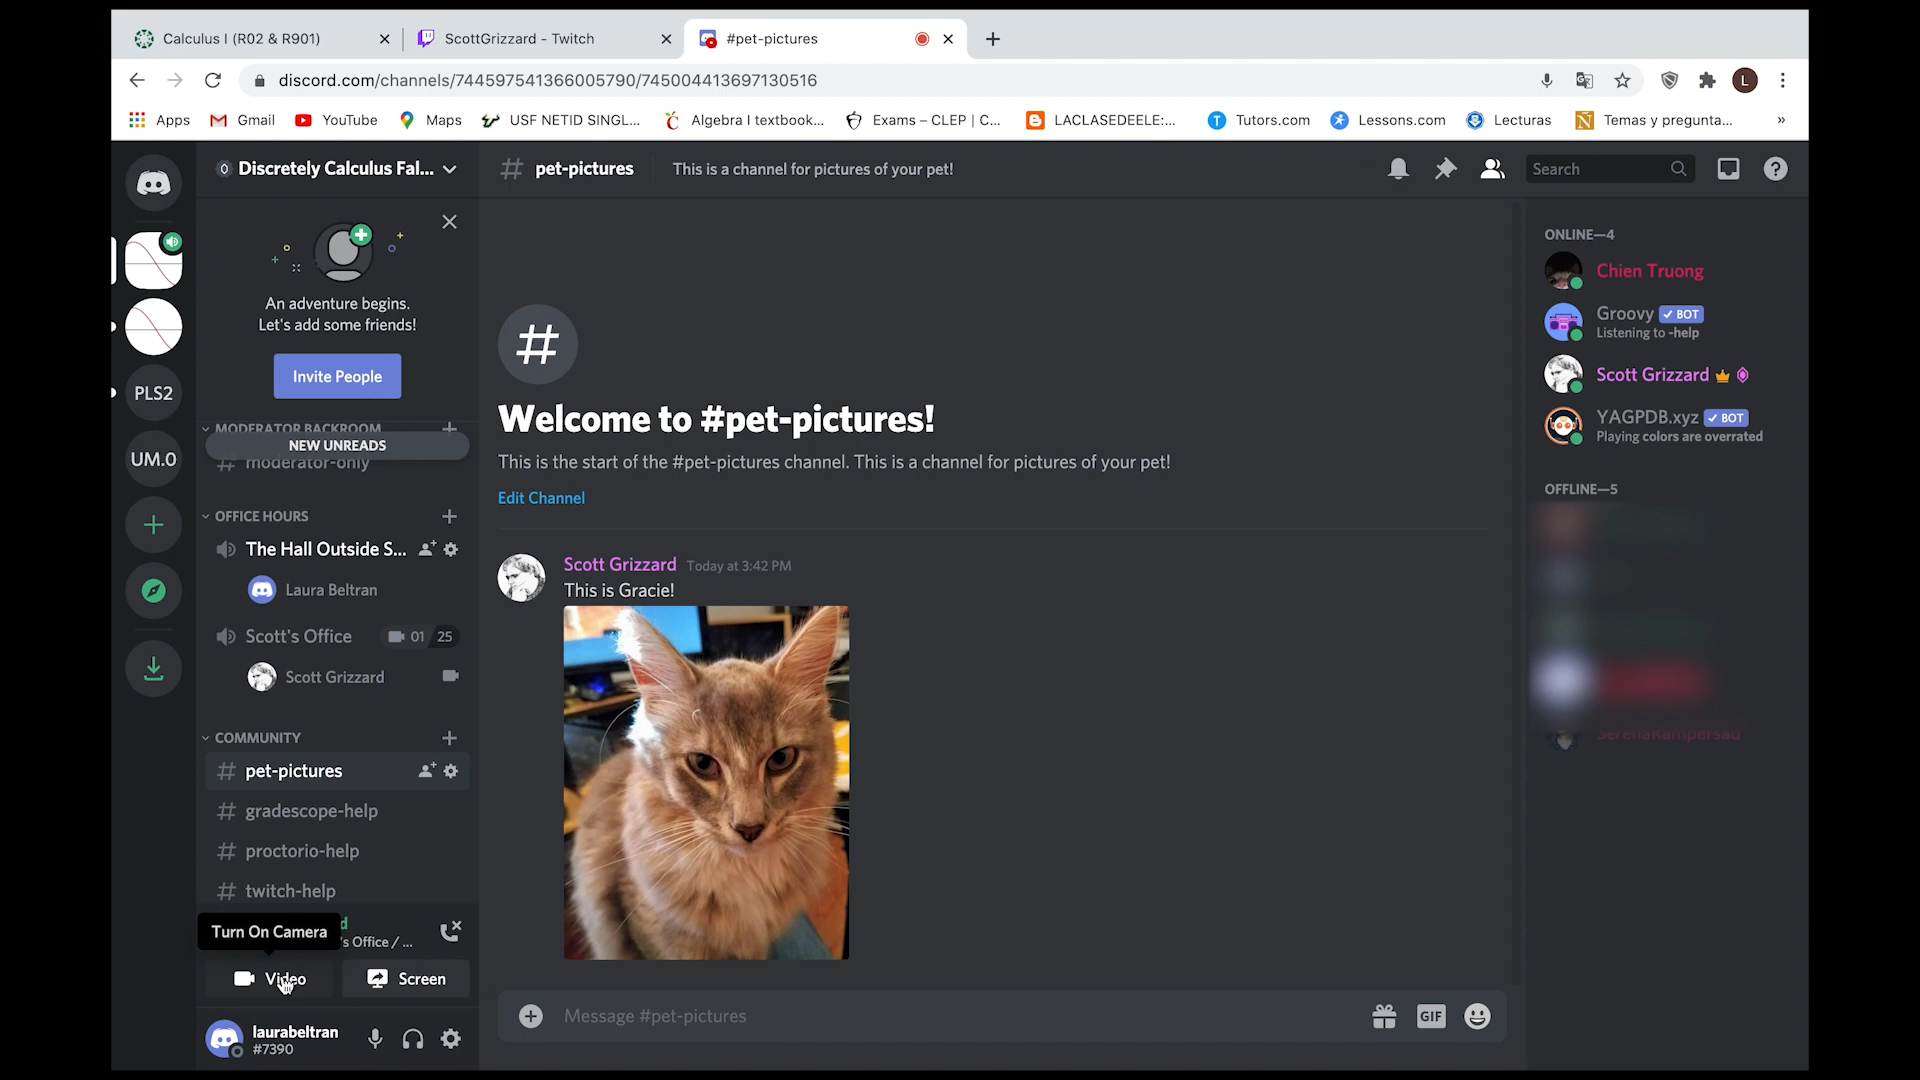 Calculus I (R02 & R901)
ScottGrizzard - Twitch
#pet-pictures
discord.com/channels/744597541366005790/745004413697130516
L
Apps
Gmail
YouTube
Maps
USF NETID SINGL...
Algebra I textbook...
Exams – CLEP | C...
LACLASEDEELE:...
Tutors.com
Lessons.com
Lecturas
Temas y pregunta...
»
Discretely Calculus Fal...
# pet-pictures
This is a channel for pictures of your pet!
Search
An adventure begins.
Let's add some friends!
Invite People
PLS2
UM.0
MODERATOR BACKROOM
NEW UNREADS
# moderator-only
OFFICE HOURS
The Hall Outside S...
Laura Beltran
Scott's Office
01 25
Scott Grizzard
COMMUNITY
# pet-pictures
# gradescope-help
# proctorio-help
# twitch-help
Turn On Camera
's Office / ...
Video
Screen
laurabeltran
#7390
#
Welcome to #pet-pictures!
This is the start of the #pet-pictures channel. This is a channel for pictures of your pet!
Edit Channel
Scott Grizzard Today at 3:42 PM
This is Gracie!
Message #pet-pictures
GIF
ONLINE—4
Chien Truong
Groovy BOT
Listening to -help
Scott Grizzard
YAGPDB.xyz BOT
Playing colors are overrated
OFFLINE—5